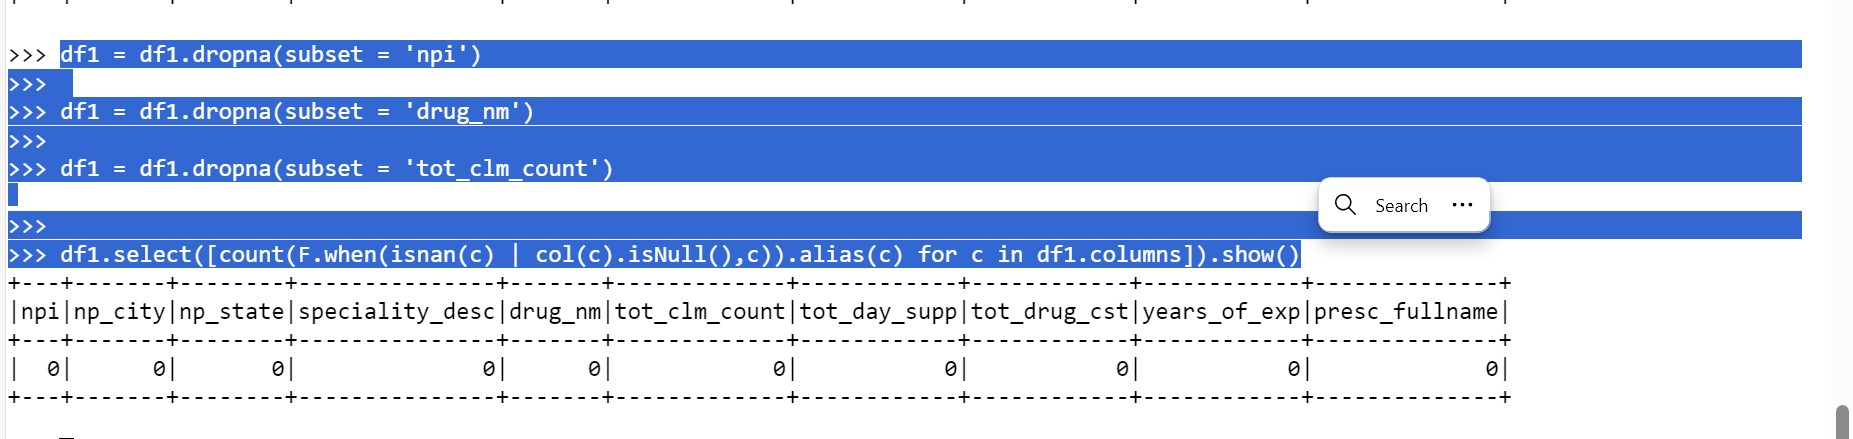 >>> df1 = df1.dropna(subset = 'npi')
>>>
>>> df1 = df1.dropna(subset = 'drug_nm')
>>>
>>> df1 = df1.dropna(subset = 'tot_clm_count')
Search ...
>>>
>>> df1.select([count(F.when(isnan(c) | col(c).isNull(),c)).alias(c) for c in df1.columns]).show()
+---+-------+--------+---------------+-------+-------------+------------+------------+------------+--------------+
|npi|np_city|np_state|speciality_desc|drug_nm|tot_clm_count|tot_day_supp|tot_drug_cst|years_of_exp|presc_fullname|
+---+-------+--------+---------------+-------+-------------+------------+------------+------------+--------------+
|  0|      0|       0|              0|      0|            0|           0|           0|           0|             0|
+---+-------+--------+---------------+-------+-------------+------------+------------+------------+--------------+